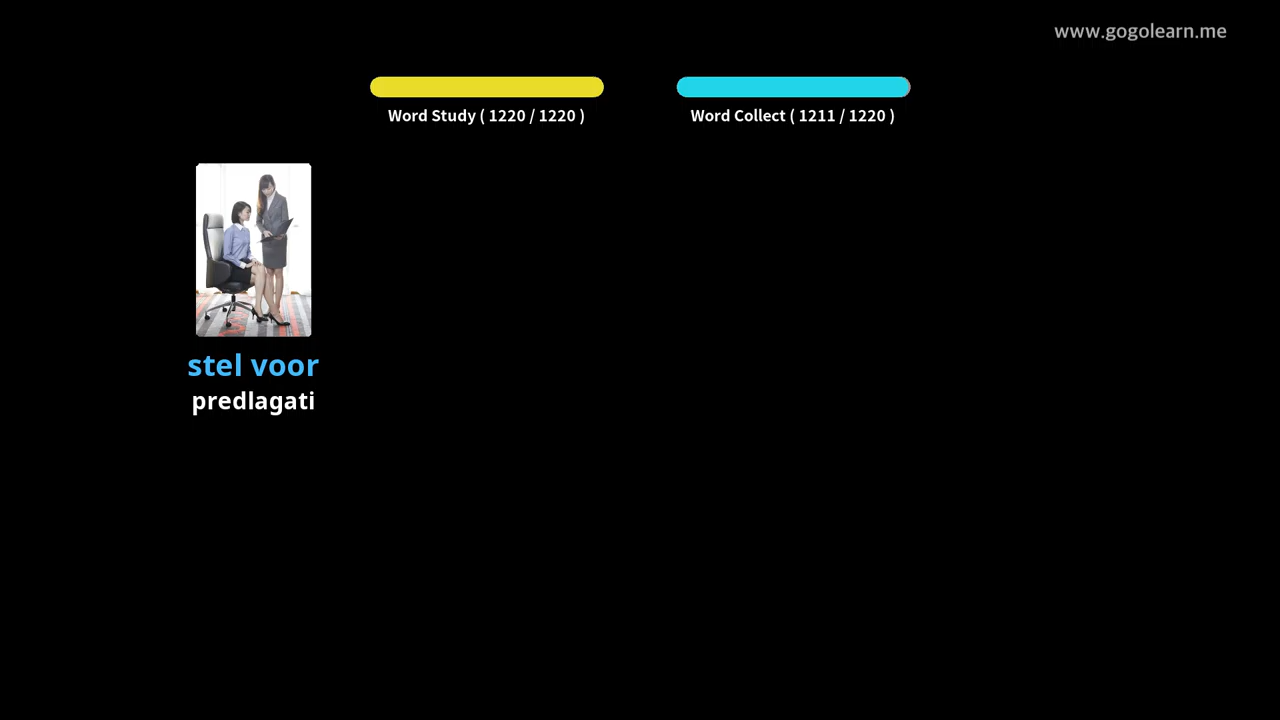 www.gogolearn.me
Word Study ( 1220 / 1220 )
Word Collect ( 1211 / 1220 )
stel voor
predlagati